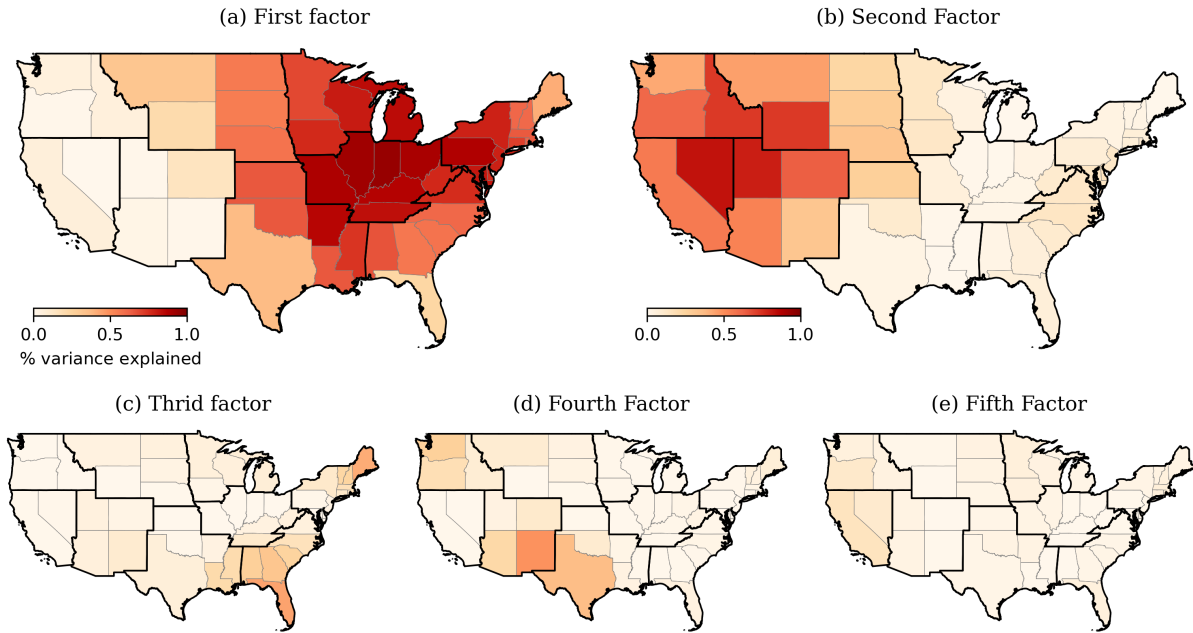 (a) First factor
(b) Second Factor
0.0 0.5 1.0
% variance explained
0.0 0.5 1.0
(c) Thrid factor
(d) Fourth Factor
(e) Fifth Factor